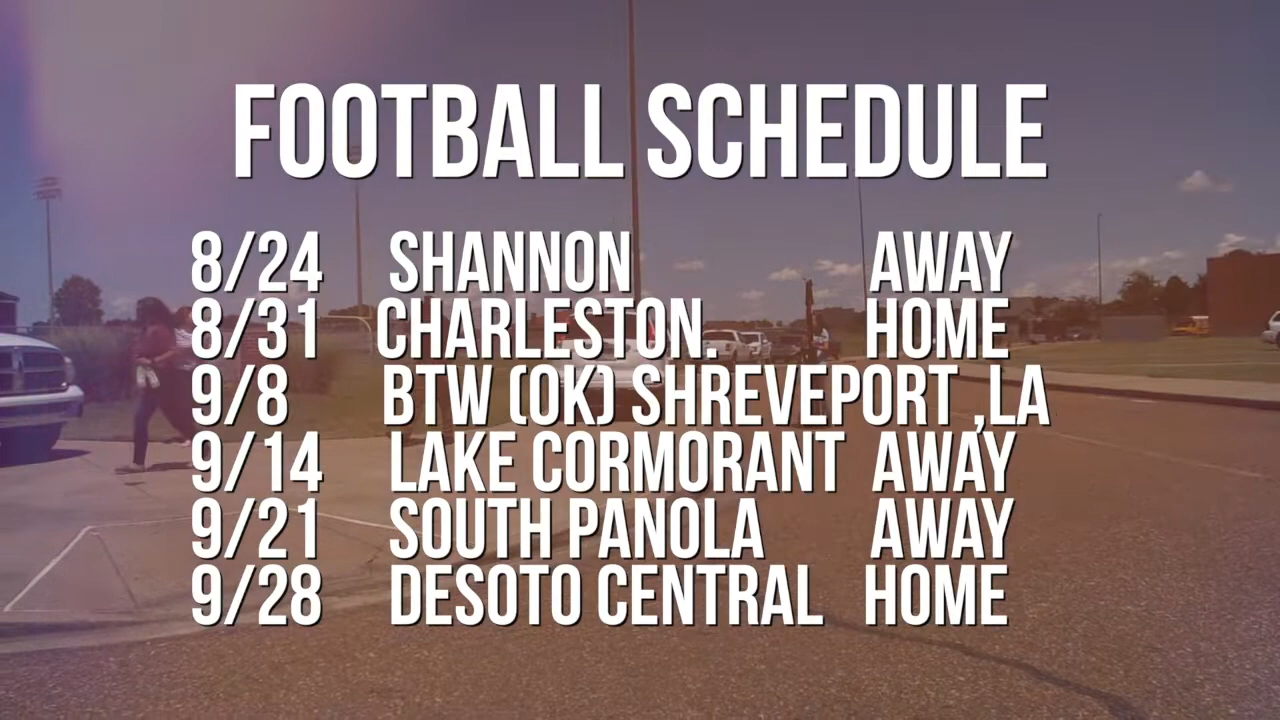 FOOTBALL SCHEDULE
8/24 SHANNON AWAY
8/31 CHARLESTON. HOME
9/8 BTW (OK) SHREVEPORT ,LA
9/14 LAKE CORMORANT AWAY
9/21 SOUTH PANOLA AWAY
9/28 DESOTO CENTRAL HOME